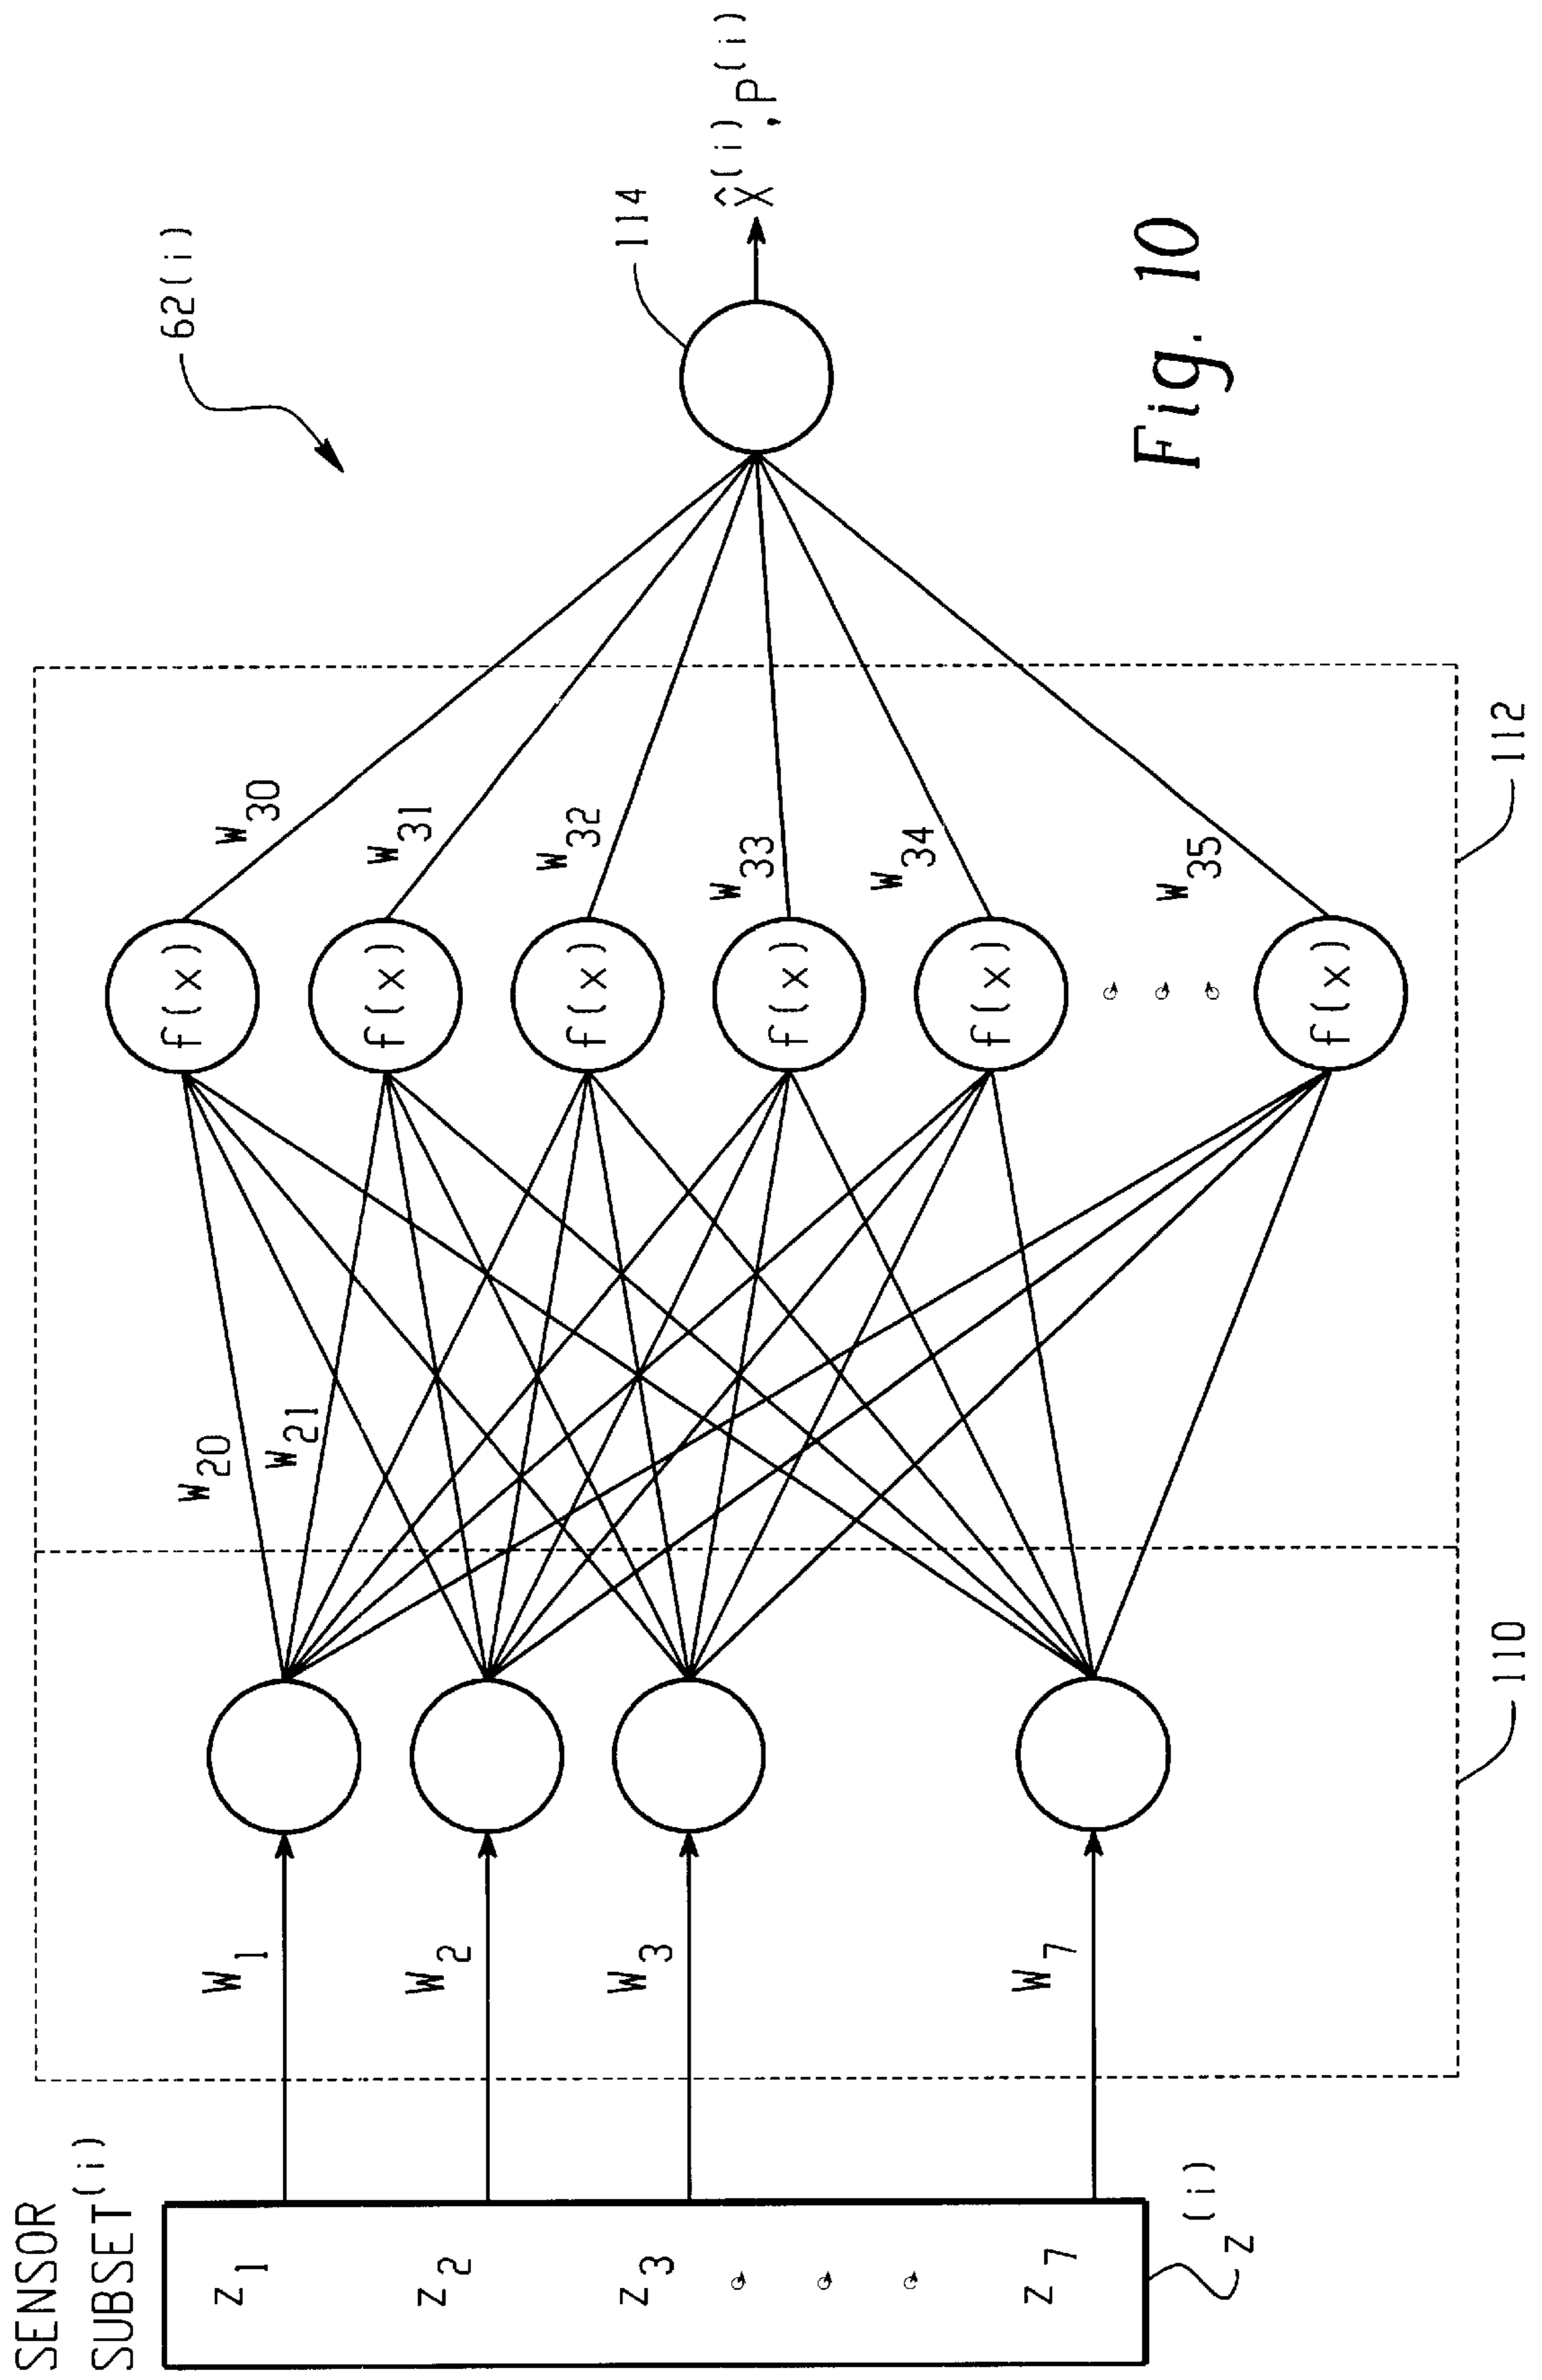 SENSOR
SUBSET(i)
z1
z2
z3
z7
z(i)
W1
W2
W3
W7
110
w20
w21
f(x)
f(x)
f(x)
f(x)
f(x)
f(x)
w30
w31
w32
w33
w34
w35
112
62(i)
114
x̂(i),P(i)
Fig. 10